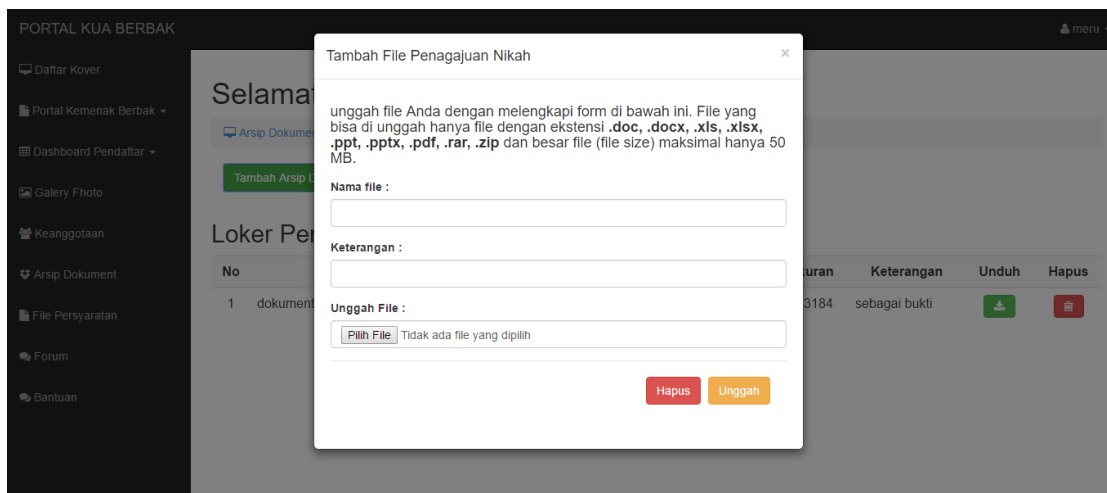 PORTAL KUA BERBAK
meru
Daftar Kover
Portal Kemenak Berbak
Dashboard Pendaftar
Galery Fhoto
Keanggotaan
Arsip Dokument
File Persyaratan
Forum
Bantuan
Selamat
Arsip Dokumen
Tambah Arsip D
Loker Per
No
uran Keterangan Unduh Hapus
1 dokument
3184 sebagai bukti
Tambah File Penagajuan Nikah
×
unggah file Anda dengan melengkapi form di bawah ini. File yang
bisa di unggah hanya file dengan ekstensi .doc, .docx, .xls, .xlsx,
.ppt, .pptx, .pdf, .rar, .zip dan besar file (file size) maksimal hanya 50
MB.
Nama file :
Keterangan :
Unggah File :
Pilih File Tidak ada file yang dipilih
Hapus Unggah